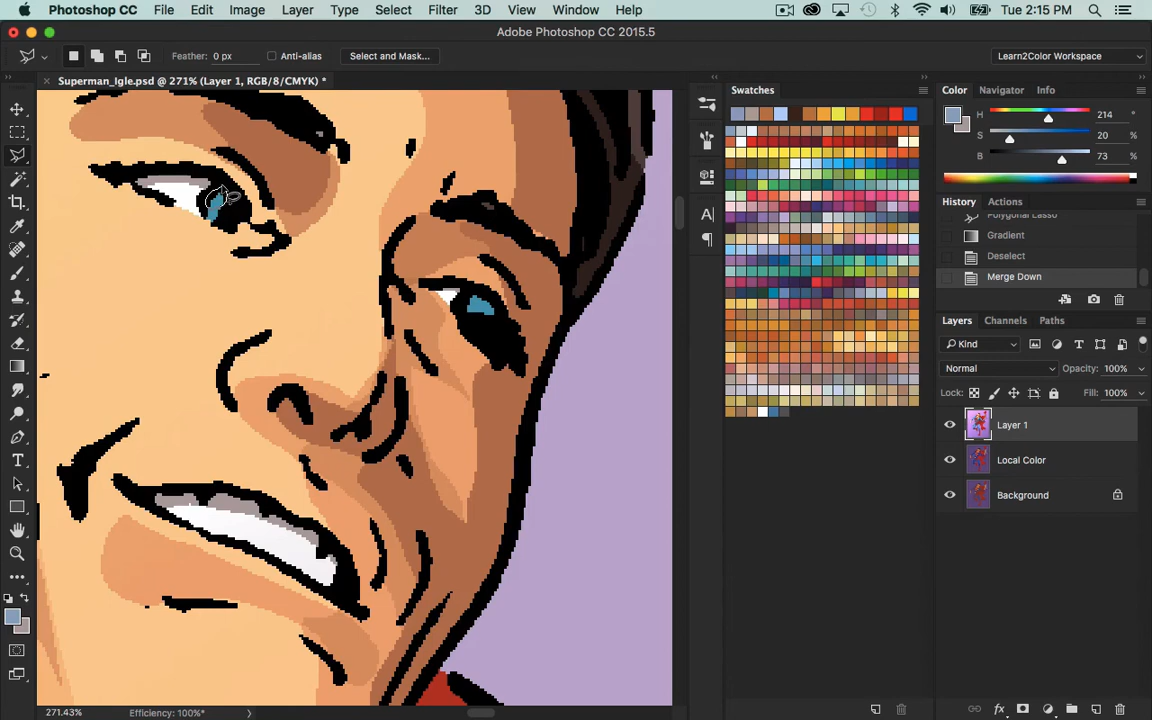 Photoshop CC File Edit Image Layer Type Select Filter 3D View Window Help Tue 2:15 PM
Adobe Photoshop CC 2015.5
Feather: 0 px Anti-alias Select and Mask... Learn2Color Workspace
Superman_Igle.psd @ 271% (Layer 1, RGB/8/CMYK) *
Swatches
Color Navigator Info
H 214
S 20
B 73
History Actions
Polygonal Lasso
Gradient
Deselect
Merge Down
Layers Channels Paths
Kind
Normal Opacity: 100%
Lock: Fill: 100%
Layer 1
Local Color
Background
271.43% Efficiency: 100%*